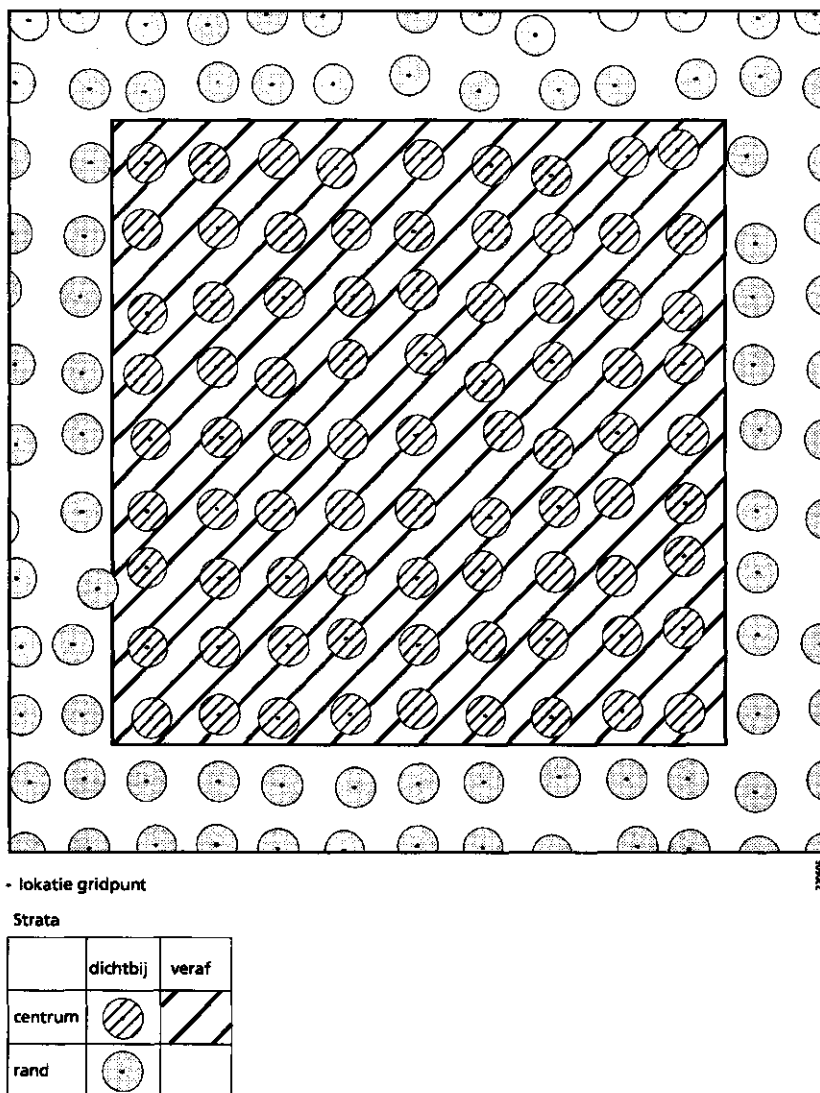 • lokatie gridpunt
Strata
dichtbij veraf
centrum
rand